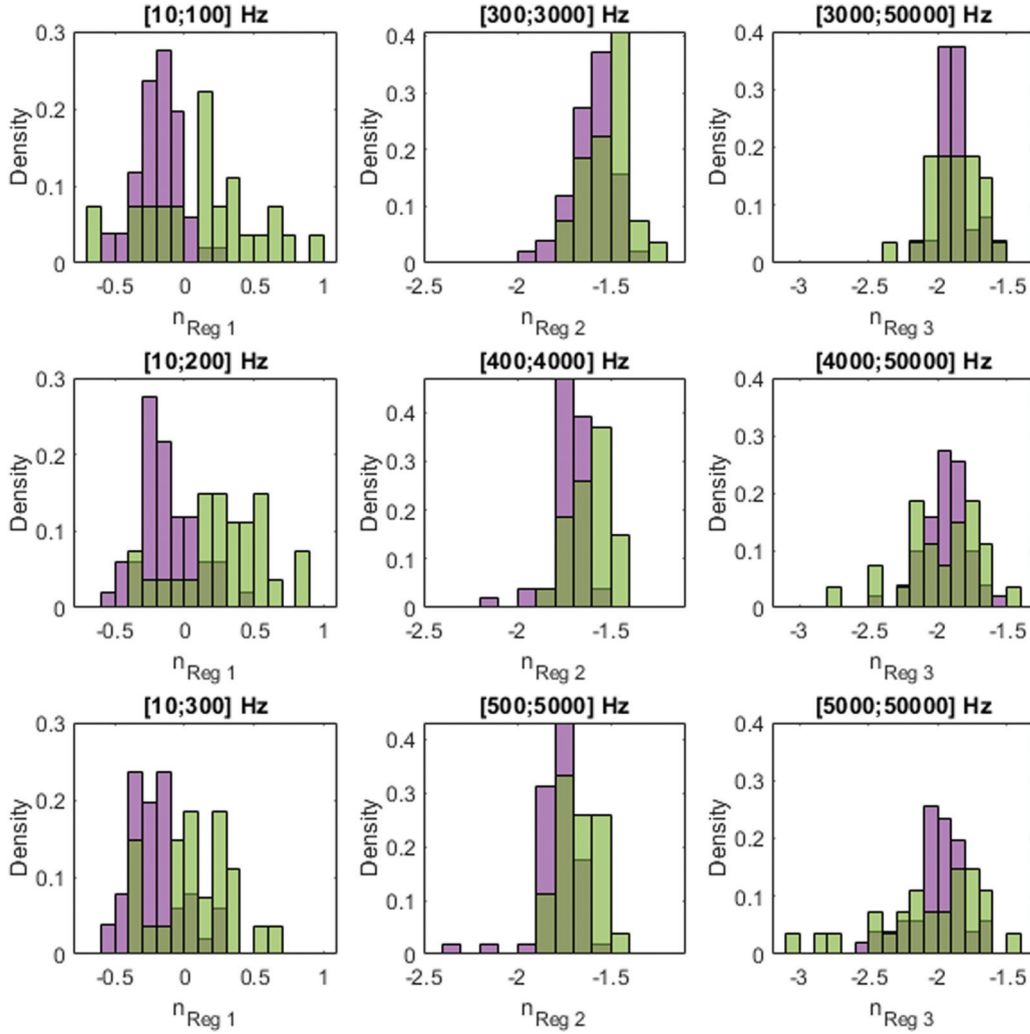 [10;100] Hz
[300;3000] Hz
[3000;50000] Hz
0.3
0.2
0.1
0
Density
-0.5 0 0.5 1
n Reg 1
0.4
0.3
0.2
0.1
0
Density
-2.5 -2 -1.5
n Reg 2
0.4
0.3
0.2
0.1
0
Density
-3 -2.5 -2 -1.5
n Reg 3
[10;200] Hz
[400;4000] Hz
[4000;50000] Hz
0.3
0.2
0.1
0
Density
-0.5 0 0.5 1
n Reg 1
0.4
0.3
0.2
0.1
0
Density
-2.5 -2 -1.5
n Reg 2
0.4
0.3
0.2
0.1
0
Density
-3 -2.5 -2 -1.5
n Reg 3
[10;300] Hz
[500;5000] Hz
[5000;50000] Hz
0.3
0.2
0.1
0
Density
-0.5 0 0.5 1
n Reg 1
0.4
0.3
0.2
0.1
0
Density
-2.5 -2 -1.5
n Reg 2
0.4
0.3
0.2
0.1
0
Density
-3 -2.5 -2 -1.5
n Reg 3